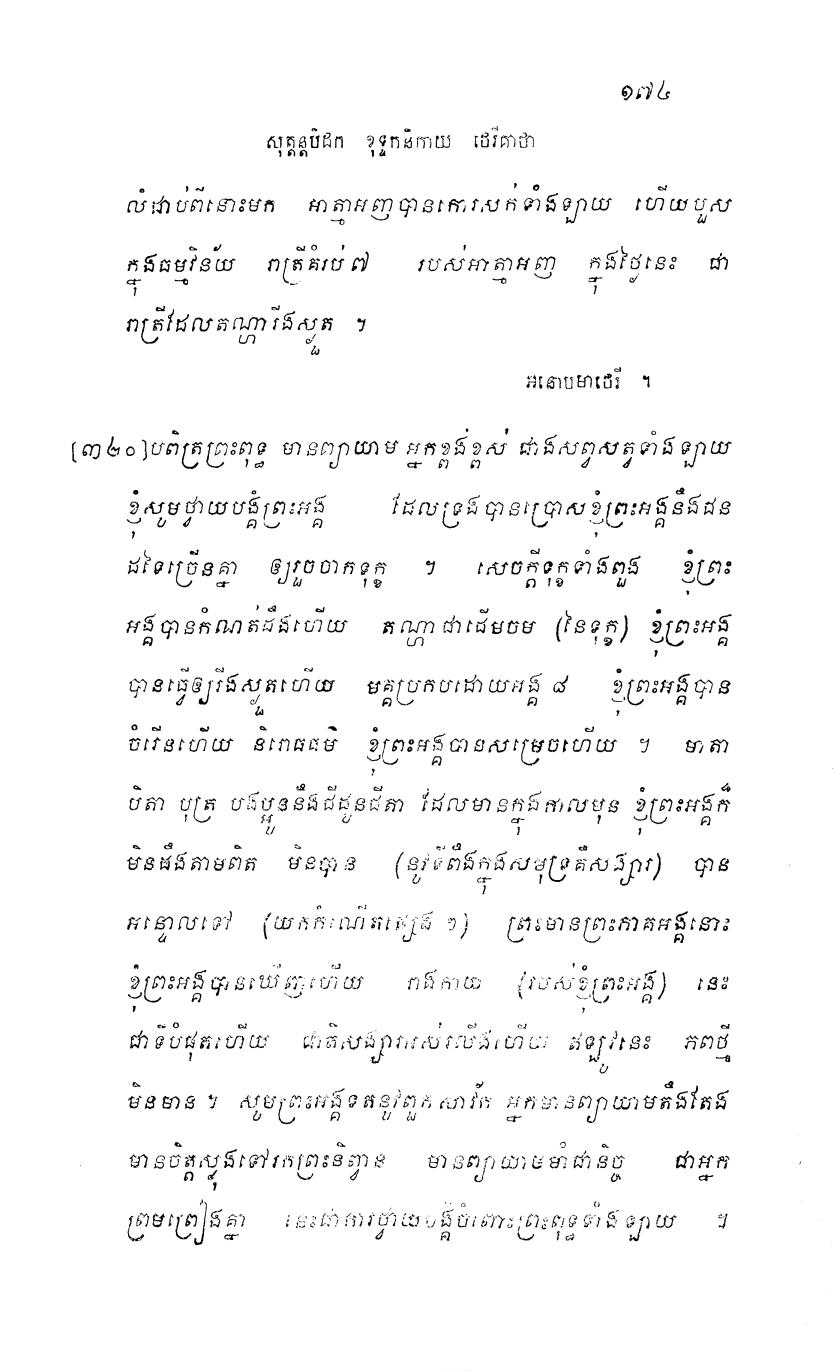 ១៧៤
សុត្តន្តបិដក ខុទ្ទកនិកាយ ថេរីគាថា
លំដាប់ពីនោះមក អាត្មាអញបានកោរសក់ទាំងឡាយ ហើយបួស
ក្នុងធម្មវិន័យ រាត្រីគំរប់៧ របស់អាត្មាអញ ក្នុងថ្ងៃនេះ ជា
រាត្រីដែលតណ្ហារីងស្ងួត ។
អនោបមាថេរី ។
[៣៤០]បពិត្រព្រះពុទ្ធ មានព្យាយាម អ្នកខ្ពង់ខ្ពស់ ជាងសព្វសត្វទាំងឡាយ
ខ្ញុំសូមថ្វាយបង្គំព្រះអង្គ ដែលទ្រង់បានប្រោសខ្ញុំព្រះអង្គនឹងជន
ដទៃច្រើនគ្នា ឲ្យរួចចាកទុក្ខ ។ សេចក្តីទុក្ខទាំងពួង ខ្ញុំព្រះ
អង្គបានកំណត់ដឹងហើយ តណ្ហាជាដើមចម (នៃទុក្ខ) ខ្ញុំព្រះអង្គ
បានធ្វើឲ្យរីងស្ងួតហើយ មគ្គប្រកបដោយអង្គ ៨ ខ្ញុំព្រះអង្គបាន
ចំរើនហើយ និរោធធម៌ ខ្ញុំព្រះអង្គបានសម្រេចហើយ ។ មាតា
បិតា បុត្រ បងប្អូននឹងជីដូនជីតា ដែលមានក្នុងកាលមុន ខ្ញុំព្រះអង្គក៏
មិនដឹងតាមពិត មិនបាន (នូវទីពឹងក្នុងសមុទ្រគឺសង្សារ) បាន
អន្ទោលទៅ (យកកំណើតផ្សេង ៗ) ព្រះមានព្រះភាគអង្គនោះ
ខ្ញុំព្រះអង្គបានឃើញហើយ រាងកាយ (របស់ខ្ញុំព្រះអង្គ) នេះ
ជាទីបំផុតហើយ ជាតិសង្សាររស់រលើងហើយ ឥឡូវនេះ ភពថ្មី
មិនមាន ។ សូមព្រះអង្គទតនូវពួកសាវ័ក អ្នកមានព្យាយាមតឹងតែង
មានចិត្តស្លុងទៅរកព្រះនិព្វាន មានព្យាយាមមាំជានិច្ច ជាអ្នក
ព្រមព្រៀងគ្នា នេះជាការថ្វាយបង្គំចំពោះព្រះពុទ្ធទាំងឡាយ ។